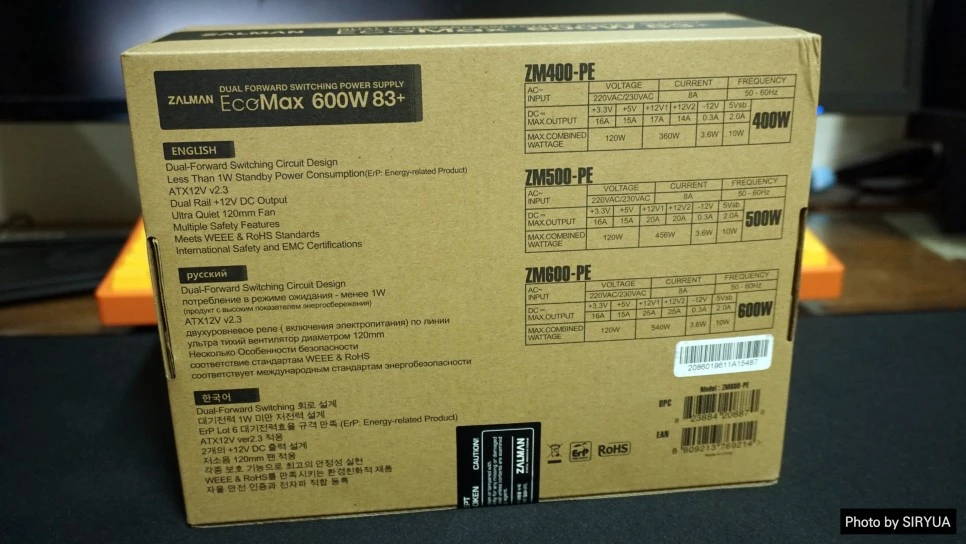 ZALMAN EcoMax 600W 83+
DUAL FORWARD SWITCHING POWER SUPPLY
ZALMAN EcoMax 600W 83+
ENGLISH
Dual-Forward Switching Circuit Design
Less Than 1W Standby Power Consumption(ErP: Energy-related Product)
ATX12V v2.3
Dual Rail +12V DC Output
Ultra Quiet 120mm Fan
Multiple Safety Features
Meets WEEE & RoHS Standards
International Safety and EMC Certifications
русский
Dual-Forward Switching Circuit Design
потребление в режиме ожидания - менее 1W
(продукт с высоким показателем энергосбережения)
ATX12V v2.3
двухуровневое реле ( включения электропитания) по линии
ультра тихий вентилятор диаметром 120mm
Несколько Особенности безопасности
соответствие стандартам WEEE & RoHS
соответствует международным стандартам энергобезопасности
한국어
Dual-Forward Switching 회로 설계
대기전력 1W 미만 저전력 설계
ErP Lot 6 대기전력효율 규격 만족 (ErP: Energy-related Product)
ATX12V ver2.3 적용
2개의 +12V DC 출력 설계
저소음 120mm 팬 적용
각종 보호 기능으로 최고의 안정성 실현
WEEE & RoHS를 만족시키는 환경친화적 제품
자율 안전 인증과 전자파 적합 등록
ZM400-PE
AC~ INPUT VOLTAGE CURRENT FREQUENCY
220VAC/230VAC 8A 50 - 60Hz
DC⎓ MAX.OUTPUT +3.3V +5V +12V1 +12V2 -12V 5Vsb 400W
16A 15A 17A 14A 0.3A 2.0A
MAX COMBINED WATTAGE 120W 360W 3.6W 10W
ZM500-PE
AC~ INPUT VOLTAGE CURRENT FREQUENCY
220VAC/230VAC 8A 50 - 60Hz
DC⎓ MAX.OUTPUT +3.3V +5V +12V1 +12V2 -12V 5Vsb 500W
16A 15A 20A 20A 0.3A 2.0A
MAX COMBINED WATTAGE 120W 456W 3.6W 10W
ZM600-PE
AC~ INPUT VOLTAGE CURRENT FREQUENCY
220VAC/230VAC 8A 50 - 60Hz
DC⎓ MAX.OUTPUT +3.3V +5V +12V1 +12V2 -12V 5Vsb 600W
16A 15A 25A 25A 0.3A 2.0A
MAX COMBINED WATTAGE 120W 540W 3.6W 10W
2086019611A15487
Model : ZM600-PE
UPC
EAN
8 809213 769214
ErP
RoHS
CAUTION!
ZALMAN
Photo by SIRYUA